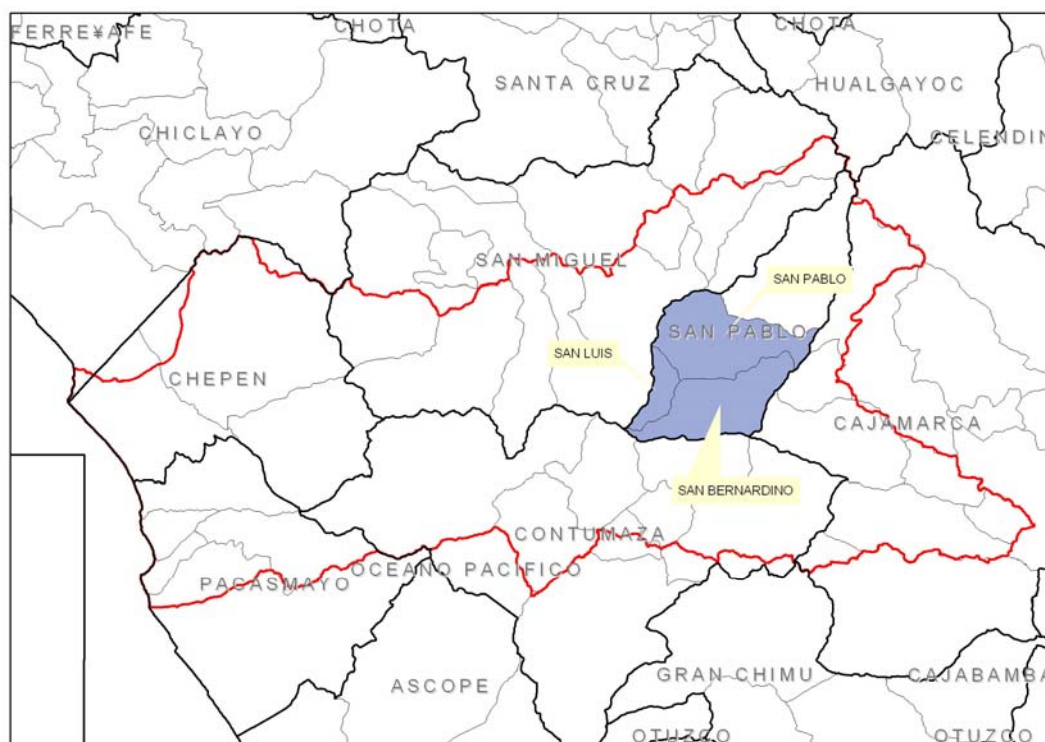 FERRE¥AFE
CHOTA
CHOTA
SANTA CRUZ
HUALGAYOC
CHICLAYO
CELENDIN
SAN MIGUEL
SAN PABLO
SAN PABLO
SAN LUIS
CHEPEN
CAJAMARCA
SAN BERNARDINO
CONTUMAZA
OCEANO PACIFICO
PACASMAYO
GRAN CHIMU
CAJABAMBA
ASCOPE
OTUZCO
OTUZCO